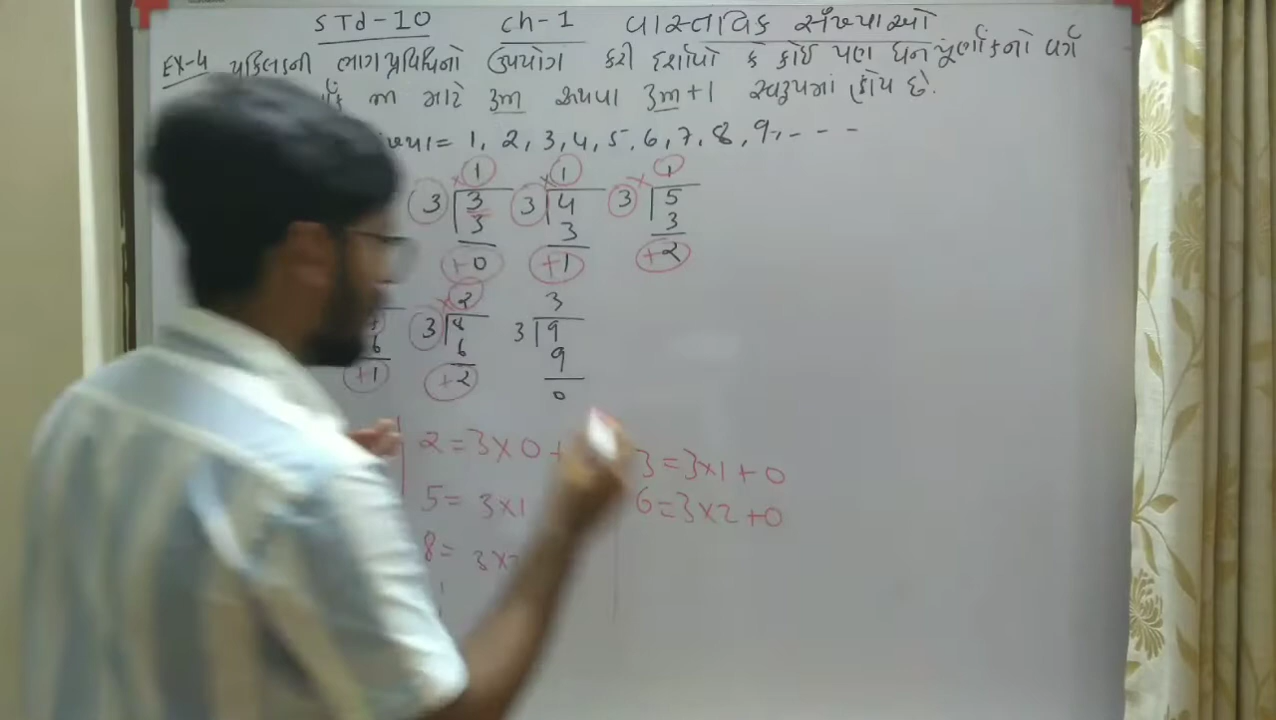 STd-10 Ch-1 વાસ્તવિક સંખ્યાઓ
EX-4 યુક્લિડની ભાગપ્રવિધિનો ઉપયોગ કરી દર્શાવો કે કોઈ પણ ધન પૂર્ણાંકનો વર્ગ
m માટે 3m અથવા 3m+1 સ્વરૂપમાં હોય છે.
= 1, 2, 3, 4, 5, 6, 7, 8, 9, - - -
1 1 1
3 3 3 4 3 5
3 3 3
+0 +1 +2
2 3
3 8 3 9
6 6 9
+1 +2 0
2 = 3 × 0 + 3 = 3×1 + 0
5 = 3×1 6 = 3×2 +0
8 = 3×